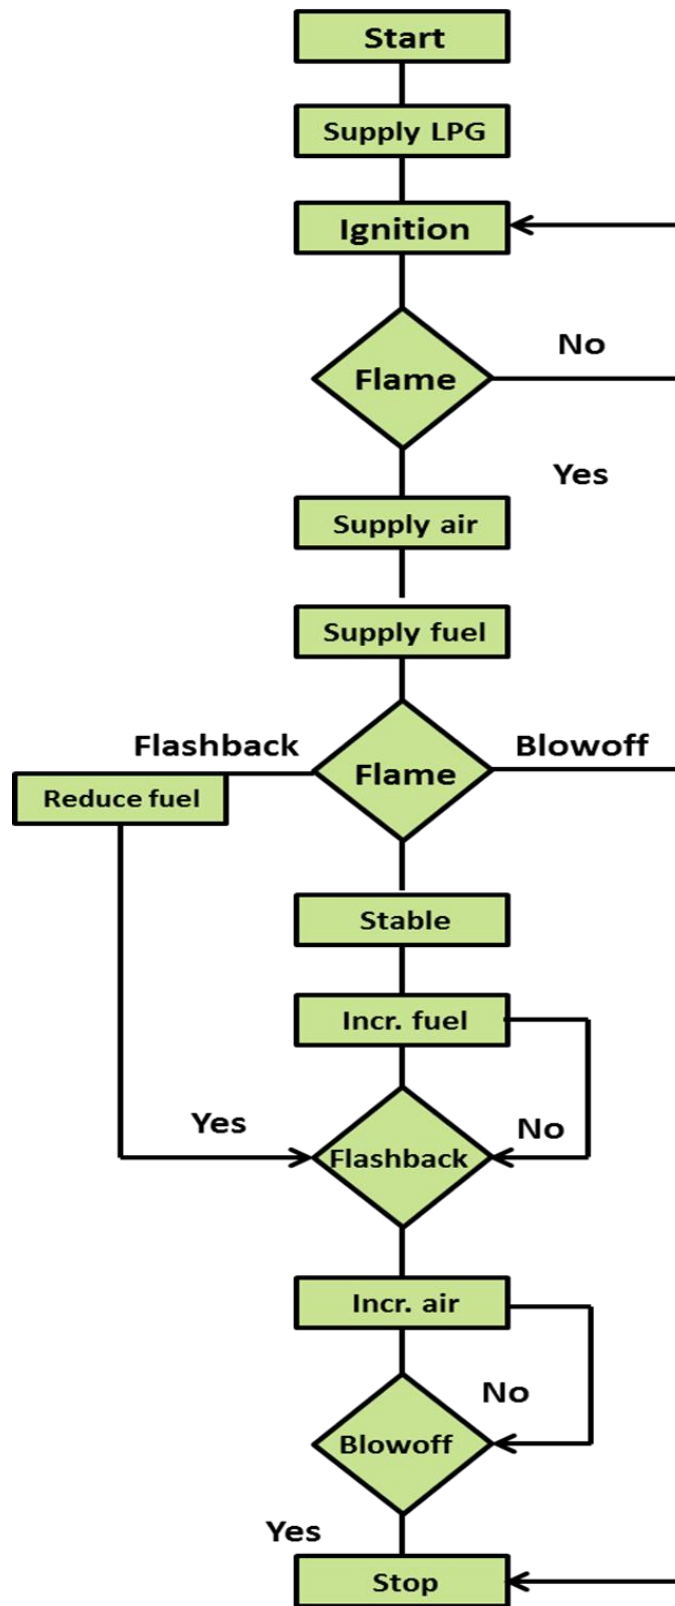 Start
Supply LPG
Ignition
No
Flame
Yes
Supply air
Supply fuel
Flashback
Blowoff
Flame
Reduce fuel
Stable
Incr. fuel
Yes
No
Flashback
Incr. air
No
Blowoff
Yes
Stop